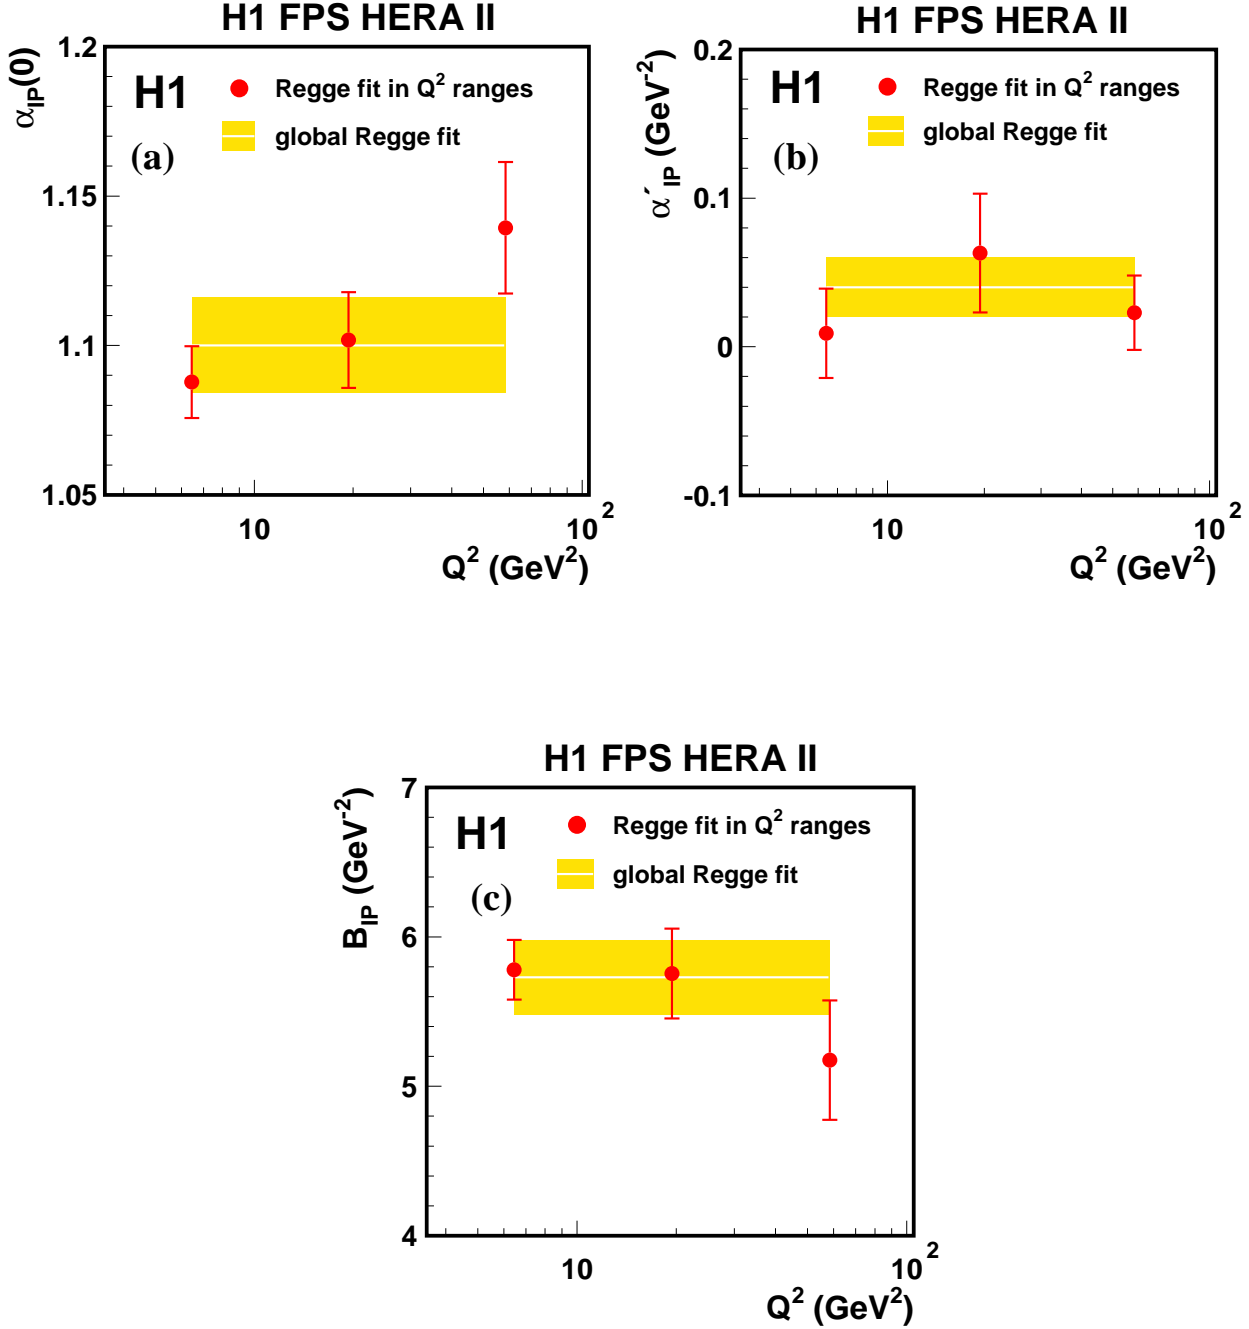 H1 FPS HERA II
α_IP(0)
1.2
1.15
1.1
1.05
H1
Regge fit in Q² ranges
global Regge fit
(a)
10
10²
Q² (GeV²)
H1 FPS HERA II
α´_IP (GeV⁻²)
0.2
0.1
0
-0.1
H1
Regge fit in Q² ranges
global Regge fit
(b)
10
10²
Q² (GeV²)
H1 FPS HERA II
B_IP (GeV⁻²)
7
6
5
4
H1
Regge fit in Q² ranges
global Regge fit
(c)
10
10²
Q² (GeV²)